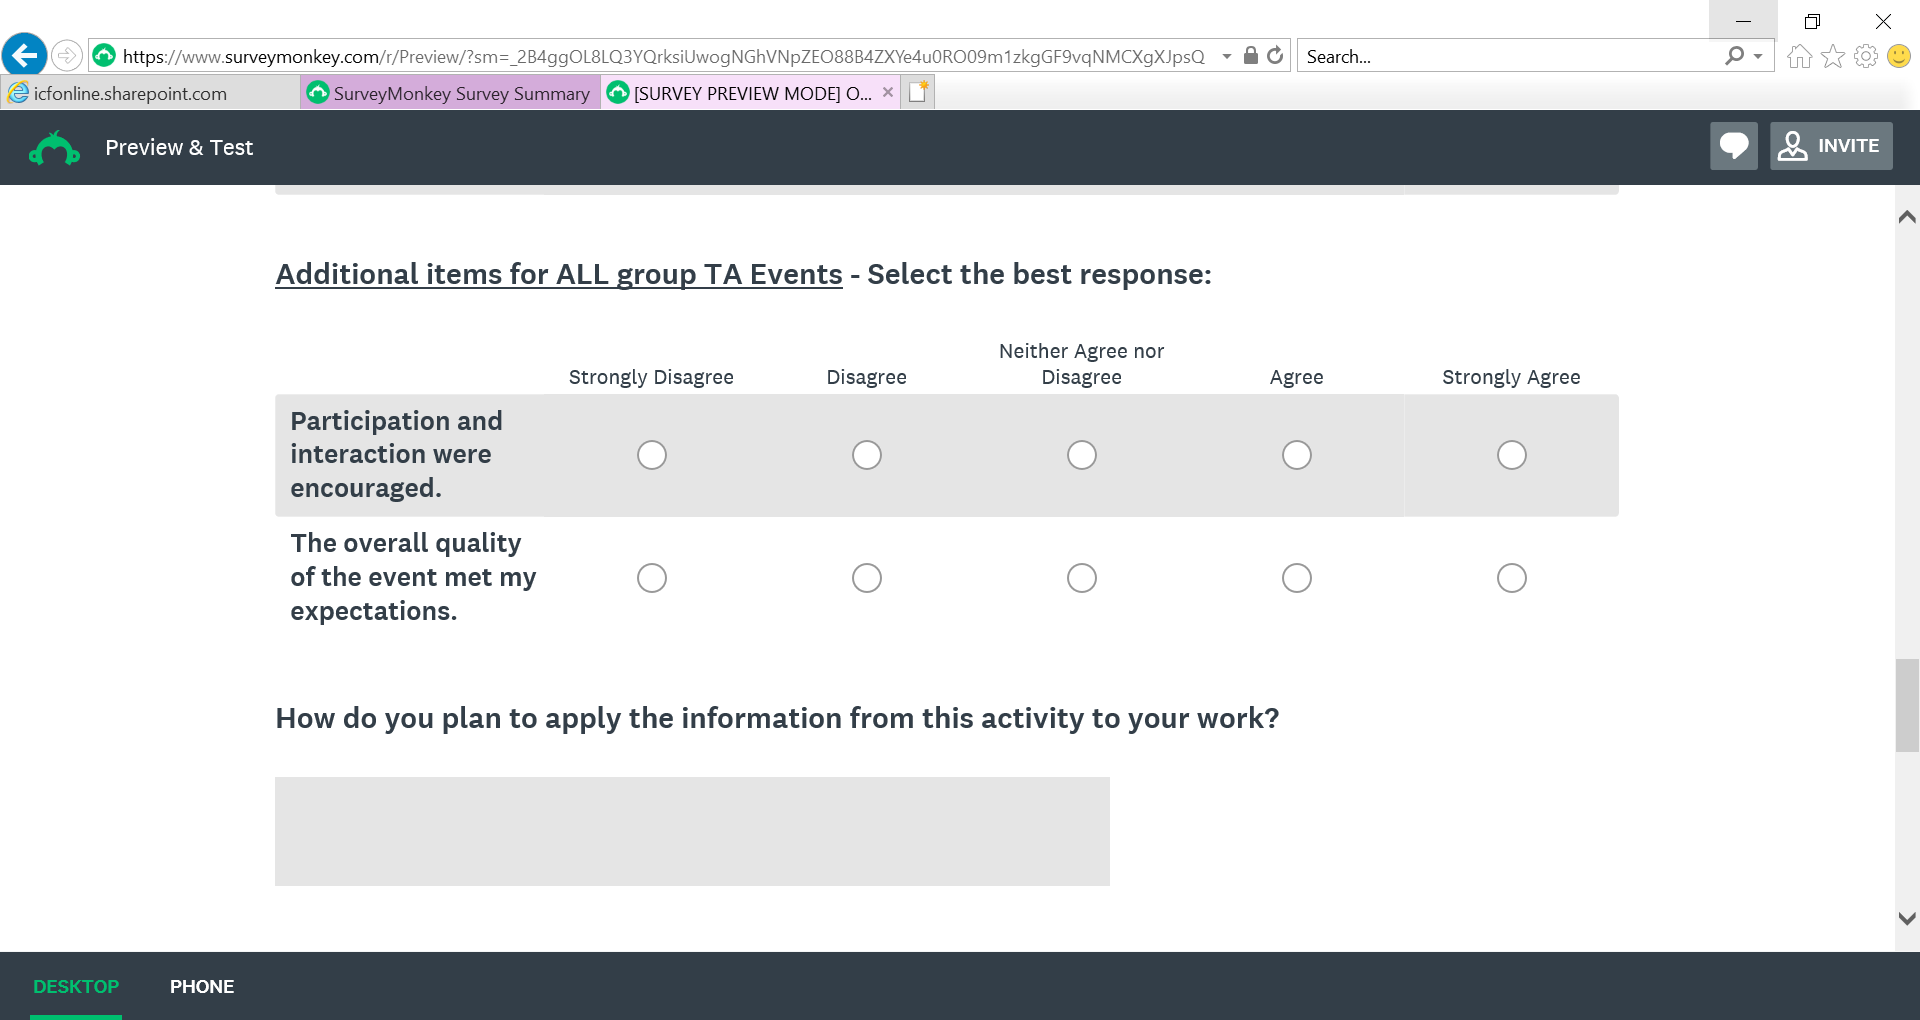 https://www.surveymonkey.com/r/Preview/?sm=_2B4ggOL8LQ3YQrksiUwogNGhVNpZEO88B4ZXYe4u0RO09m1zkgGF9vqNMCXgXJpsQ
Search...
icfonline.sharepoint.com
SurveyMonkey Survey Summary
[SURVEY PREVIEW MODE] O...
Preview & Test
INVITE
Additional items for ALL group TA Events - Select the best response:
Strongly Disagree
Disagree
Neither Agree nor
Disagree
Agree
Strongly Agree
Participation and
interaction were
encouraged.
The overall quality
of the event met my
expectations.
How do you plan to apply the information from this activity to your work?
DESKTOP
PHONE